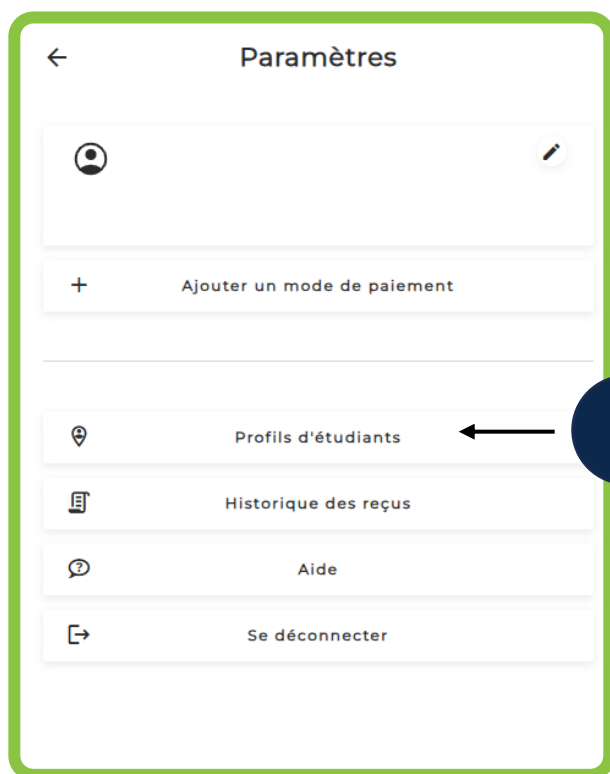 Paramètres
Ajouter un mode de paiement
Profils d'étudiants
Historique des reçus
Aide
Se déconnecter